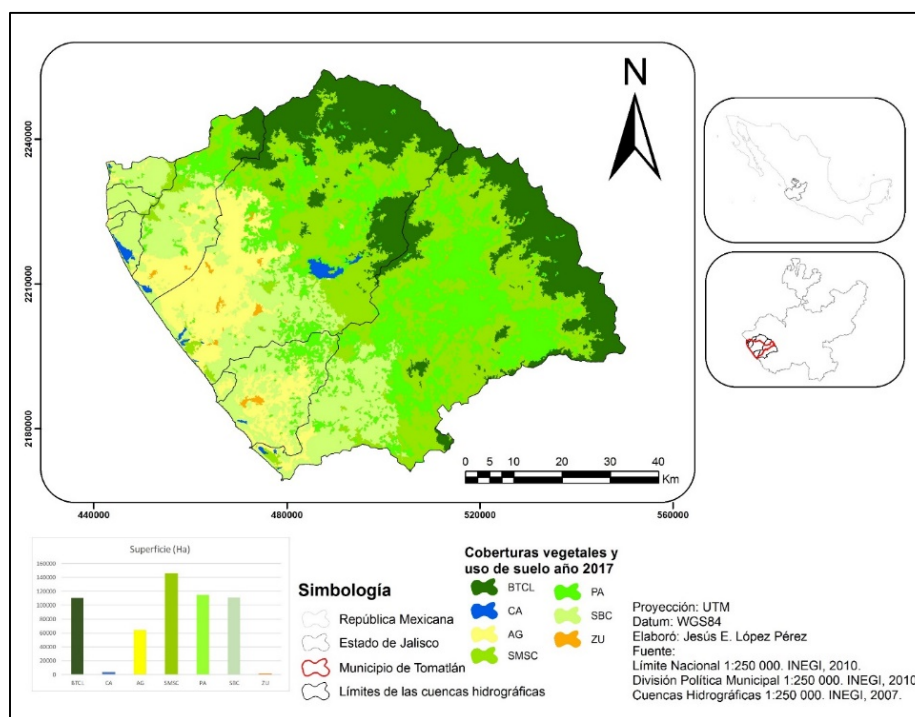 N
2240000
2210000
2180000
0 5 10 20 30 40
Km
440000 480000 520000 560000
Superficie (Ha)
160000
140000
120000
100000
80000
60000
40000
20000
0
BTCL CA AG SMSC PA SBC ZU
Simbología
República Mexicana
Estado de Jalisco
Municipio de Tomatlán
Límites de las cuencas hidrográficas
Coberturas vegetales y
uso de suelo año 2017
BTCL
CA
AG
SMSC
PA
SBC
ZU
Proyección: UTM
Datum: WGS84
Elaboró: Jesús E. López Pérez
Fuente:
Límite Nacional 1:250 000. INEGI, 2010.
División Política Municipal 1:250 000. INEGI, 2010
Cuencas Hidrográficas 1:250 000. INEGI, 2007.